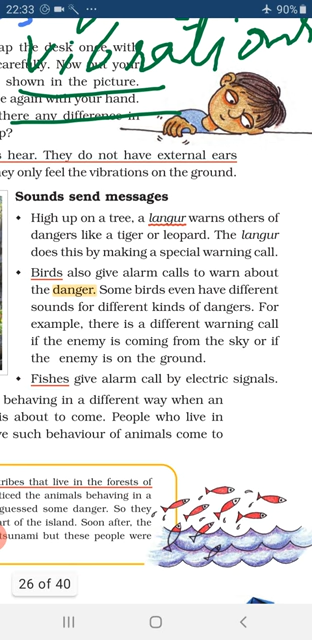 22:33
90%
vibrations
ap the desk once with
carefully. Now put your
shown in the picture.
e again with your hand.
there any difference in
p?
hear. They do not have external ears
ey only feel the vibrations on the ground.
Sounds send messages
• High up on a tree, a langur warns others of
dangers like a tiger or leopard. The langur
does this by making a special warning call.
• Birds also give alarm calls to warn about
the danger. Some birds even have different
sounds for different kinds of dangers. For
example, there is a different warning call
if the enemy is coming from the sky or if
the enemy is on the ground.
• Fishes give alarm call by electric signals.
behaving in a different way when an
is about to come. People who live in
e such behaviour of animals come to
ribes that live in the forests of
ticed the animals behaving in a
guessed some danger. So they
art of the island. Soon after, the
tsunami but these people were
26 of 40